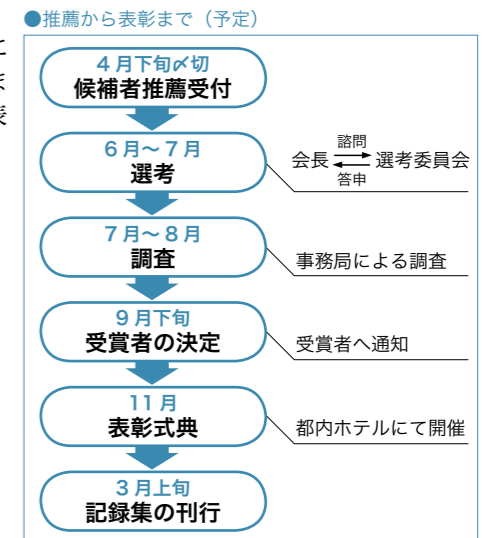 ●推薦から表彰まで（予定）
4月下旬〆切
候補者推薦受付
6月～7月
選考
諮問
会長 選考委員会
答申
7月～8月
調査
事務局による調査
9月下旬
受賞者の決定
受賞者へ通知
11月
表彰式典
都内ホテルにて開催
3月上旬
記録集の刊行